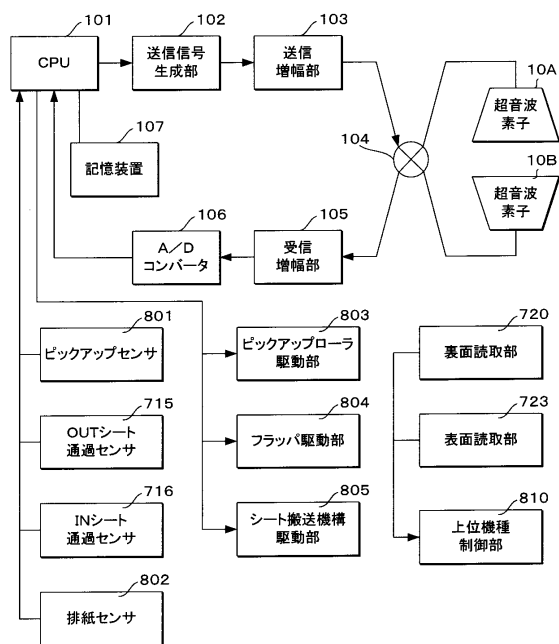 101
CPU
102
送信信号
生成部
103
送信
増幅部
10A
超音波
素子
104
10B
超音波
素子
107
記憶装置
106
A/D
コンバータ
105
受信
増幅部
801
ピックアップセンサ
803
ピックアップローラ
駆動部
720
裏面読取部
715
OUTシート
通過センサ
804
フラッパ駆動部
723
表面読取部
716
INシート
通過センサ
805
シート搬送機構
駆動部
810
上位機種
制御部
802
排紙センサ